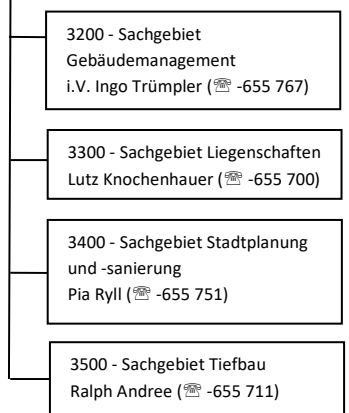 3200 - Sachgebiet
Gebäudemanagement
i.V. Ingo Trümpler (☏ -655 767)
3300 - Sachgebiet Liegenschaften
Lutz Knochenhauer (☏ -655 700)
3400 - Sachgebiet Stadtplanung
und -sanierung
Pia Ryll (☏ -655 751)
3500 - Sachgebiet Tiefbau
Ralph Andree (☏ -655 711)